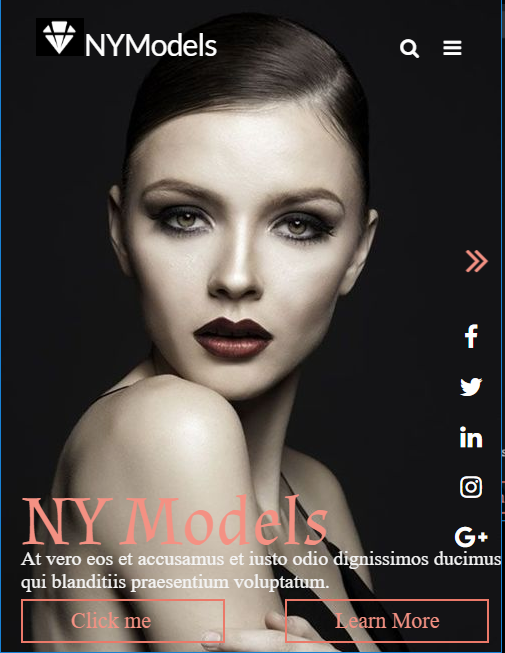 NYModels
NY Models
At vero eos et accusamus et iusto odio dignissimos ducimus
qui blanditiis praesentium voluptatum.
Click me
Learn More